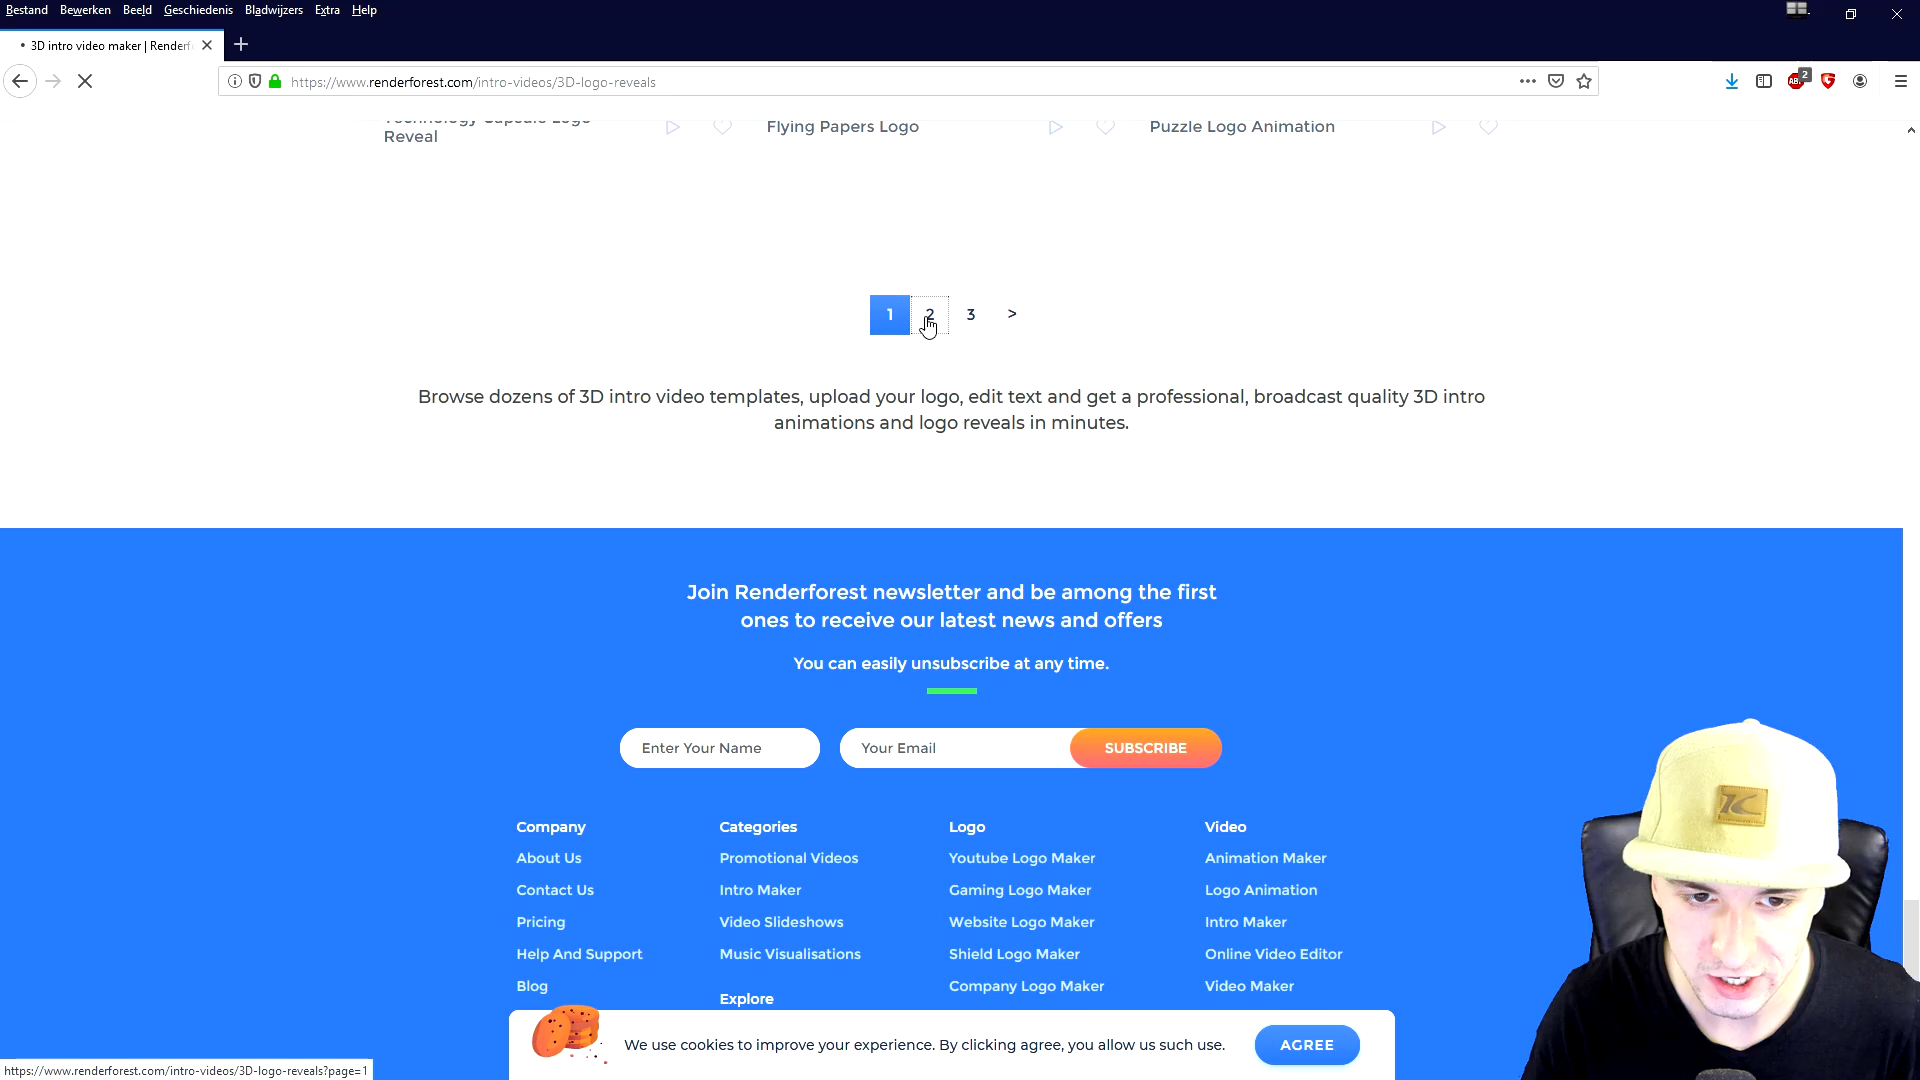 Bestand Bewerken Beeld Geschiedenis Bladwijzers Extra Help
3D intro video maker | Renderf
https://www.renderforest.com/intro-videos/3D-logo-reveals
ABP 2
Technology Capsule Logo
Reveal
Flying Papers Logo
Puzzle Logo Animation
1 2 3 >
Browse dozens of 3D intro video templates, upload your logo, edit text and get a professional, broadcast quality 3D intro
animations and logo reveals in minutes.
Join Renderforest newsletter and be among the first
ones to receive our latest news and offers
You can easily unsubscribe at any time.
Enter Your Name
Your Email
SUBSCRIBE
Company
About Us
Contact Us
Pricing
Help And Support
Blog
Categories
Promotional Videos
Intro Maker
Video Slideshows
Music Visualisations
Explore
Logo
Youtube Logo Maker
Gaming Logo Maker
Website Logo Maker
Shield Logo Maker
Company Logo Maker
Video
Animation Maker
Logo Animation
Intro Maker
Online Video Editor
Video Maker
We use cookies to improve your experience. By clicking agree, you allow us such use.
AGREE
https://www.renderforest.com/intro-videos/3D-logo-reveals?page=1